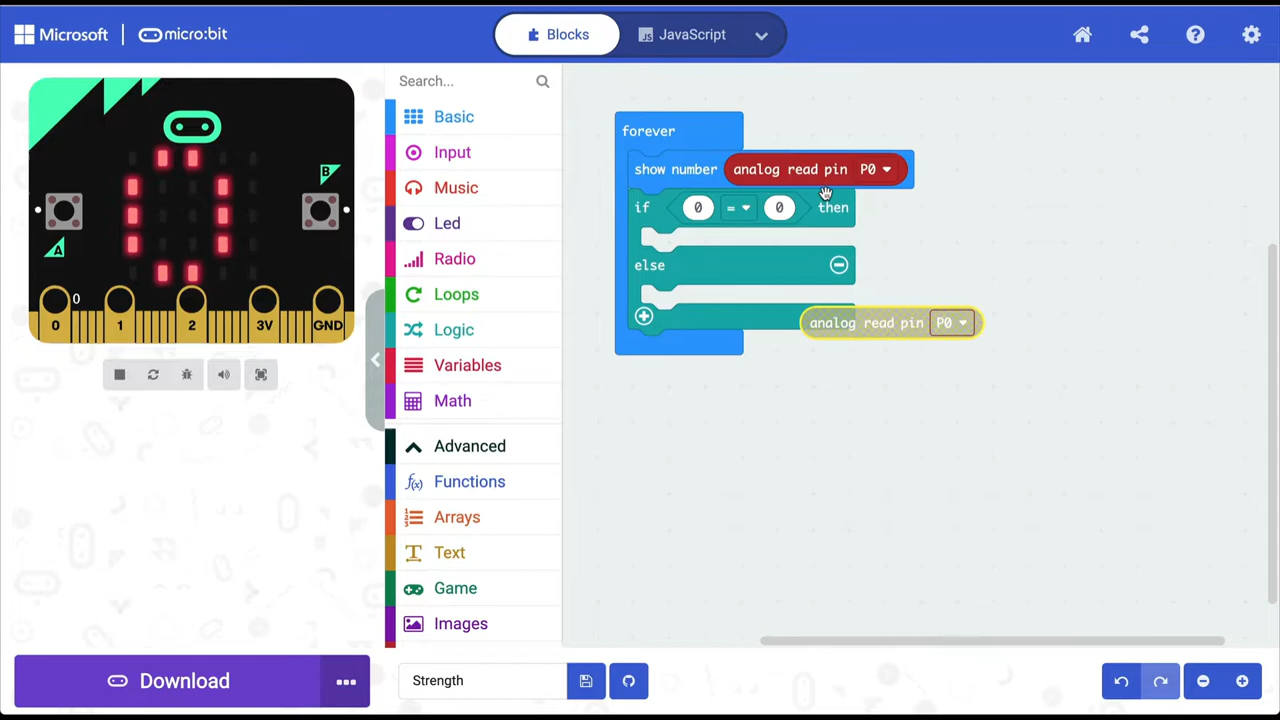 Microsoft micro:bit
Blocks
JavaScript
A
B
0
0
1
2
3V
GND
Search...
Basic
Input
Music
Led
Radio
Loops
Logic
Variables
Math
Advanced
Functions
Arrays
Text
Game
Images
forever
show number analog read pin P0
if 0 = 0 then
else
analog read pin P0
Download
Strength